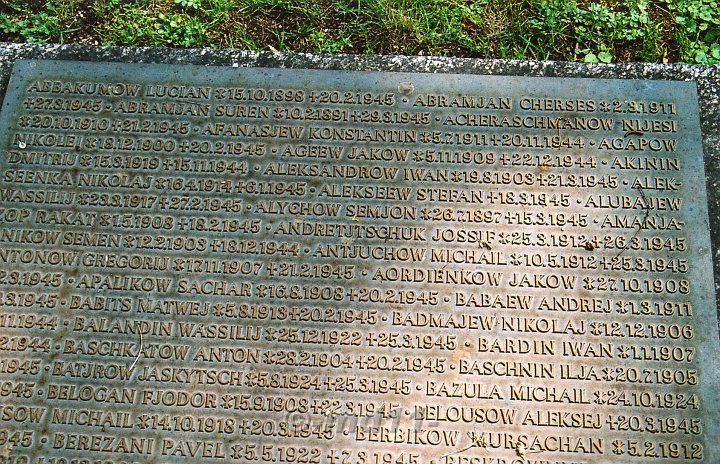 ABBAKUMOW LUCIAN *15.10.1898 +20.2.1945 · ABRAMJAN CHERSES *2.3.1911
+27.3.1945 · ABRAMJAN SUREN *10.2.1891 +29.3.1945 · ACHERASCHMANOW NIJESI
*20.10.1910 +21.2.1945 · AFANASJEW KONSTANTIN *5.7.1911 +20.11.1944 · AGAPOW
NIKOLEJ *18.12.1900 +20.2.1945 · AGEEW JAKOW *5.11.1909 +22.12.1944 · AKININ
DMITRIJ *15.3.1919 +15.11.1944 · ALEKSANDROW IWAN *19.8.1903 +21.3.1945 · ALEK-
SEENKA NIKOLAJ *16.4.1914 +6.1.1945 · ALEKSEEW STEFAN +18.3.1945 · ALUBAJEW
WASSILIJ *23.3.1917 +27.2.1945 · ALYCHOW SEMJON *26.7.1897 +15.3.1945 · AMANJA-
KOP RAKAT *1.5.1908 +18.2.1945 · ANDRETJTSCHUK JOSSIF *25.3.1912 +26.3.1945
NIKOW SEMEN *12.2.1903 +13.12.1944 · ANTJUCHOW MICHAIL *10.5.1912 +25.3.1945
NTONOW GREGORIJ *17.11.1907 +21.2.1945 · AORDIENKOW JAKOW *27.10.1908
2.3.1945 · APALIKOW SACHAR *16.8.1908 +20.2.1945 · BABAEW ANDREJ *1.3.1911
3.1945 · BABITS MATWEJ *5.8.1918 +20.2.1945 · BADMAJEW NIKOLAJ *12.12.1906
11.1944 · BALANDIN WASSILIJ *25.12.1922 +25.3.1945 · BARDIN IWAN *1.1.1907
1944 · BASCHKATOW ANTON *28.2.1904 +20.2.1945 · BASCHNIN ILJA *20.7.1905
1945 · BATJROW JASKYTSCH *5.8.1924 +25.3.1945 · BAZULA MICHAIL *24.10.1924
945 · BELOGAN FJODOR *15.9.1908 +22.3.1945 · BELOUSOW ALEKSEJ +20.3.1945
SOW MICHAIL *14.10.1918 +20.3.1945 · BERBIKOW MURSACHAN *5.2.1912
1945 · BEREZANI PAVEL *5.5.1922 +7.3.1945